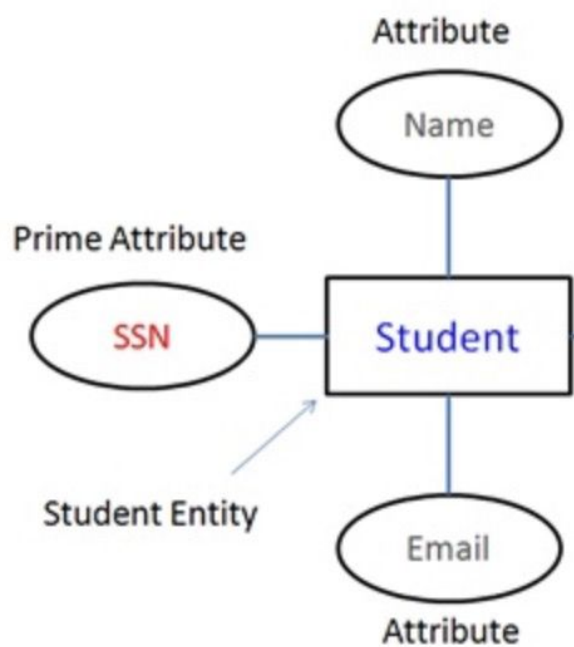 Attribute
Name
Prime Attribute
SSN
Student
Student Entity
Email
Attribute